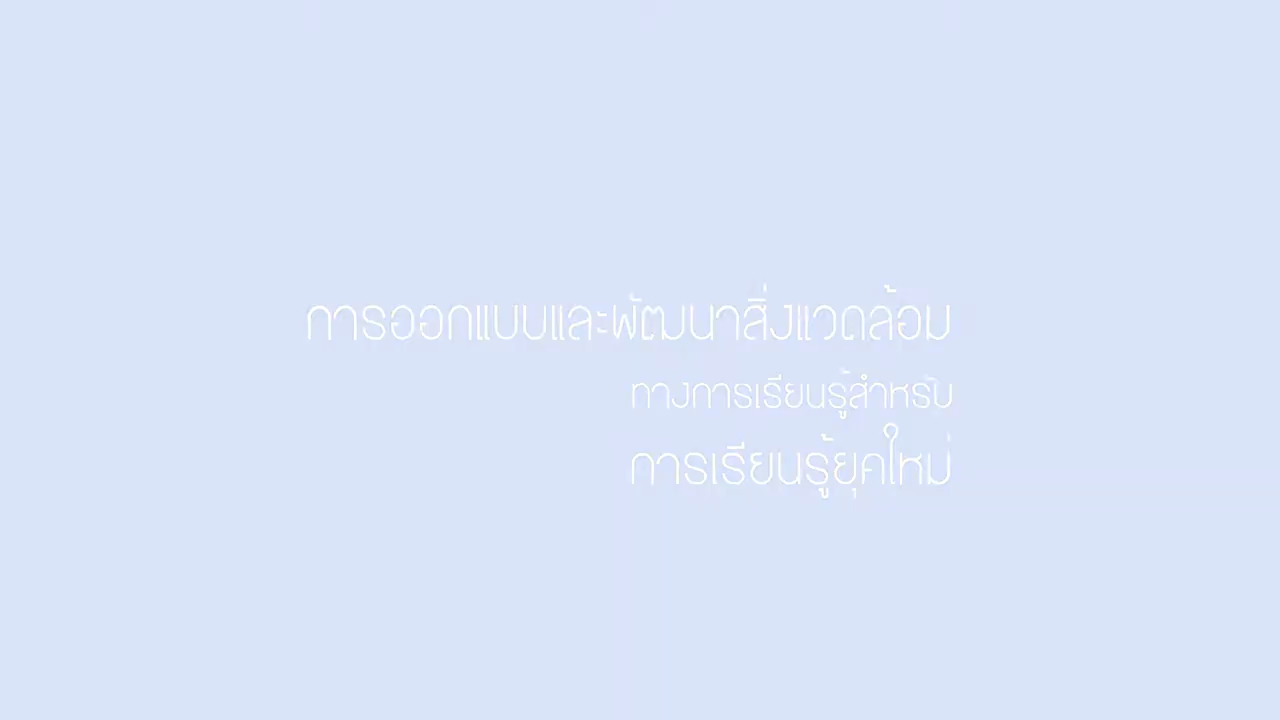 การออกแบบและพัฒนาสิ่งแวดล้อม
ทางการเรียนรู้สำหรับ
การเรียนรู้ยุคใหม่